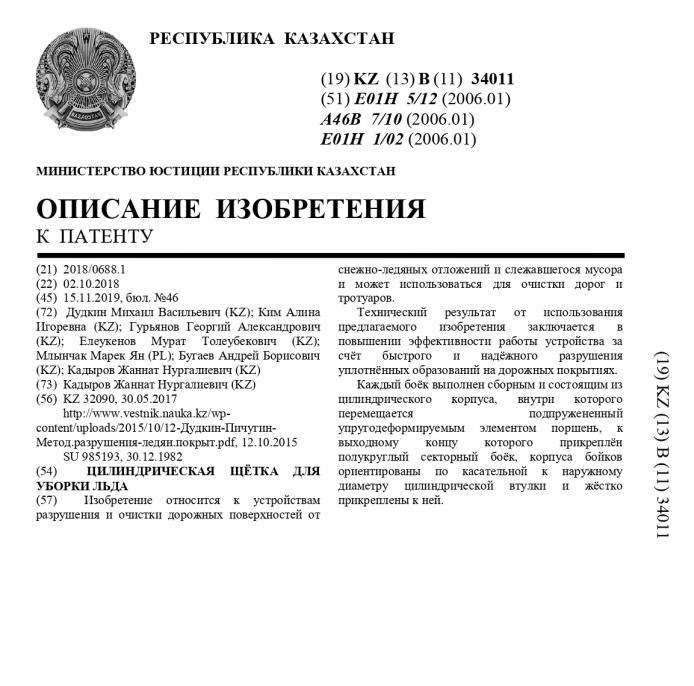 РЕСПУБЛИКА КАЗАХСТАН
(19) KZ (13) B (11) 34011
(51) E01H 5/12 (2006.01)
A46B 7/10 (2006.01)
E01H 1/02 (2006.01)
ҚАЗАҚСТАН
МИНИСТЕРСТВО ЮСТИЦИИ РЕСПУБЛИКИ КАЗАХСТАН
ОПИСАНИЕ ИЗОБРЕТЕНИЯ
К ПАТЕНТУ
(21) 2018/0688.1
(22) 02.10.2018
(45) 15.11.2019, бюл. №46
(72) Дудкин Михаил Васильевич (KZ); Ким Алина
Игоревна (KZ); Гурьянов Георгий Александрович
(KZ); Елеукенов Мурат Толеубекович (KZ);
Млынчак Марек Ян (PL); Бугаев Андрей Борисович
(KZ); Кадыров Жаннат Нургалиевич (KZ)
(73) Кадыров Жаннат Нургалиевич (KZ)
(56) KZ 32090, 30.05.2017
http://www.vestnik.nauka.kz/wp-
content/uploads/2015/10/12-Дудкин-Пичугин-
Метод.разрушения-ледян.покрыт.pdf, 12.10.2015
SU 985193, 30.12.1982
(54) ЦИЛИНДРИЧЕСКАЯ ЩЁТКА ДЛЯ
УБОРКИ ЛЬДА
(57) Изобретение относится к устройствам
разрушения и очистки дорожных поверхностей от
снежно-ледяных отложений и слежавшегося мусора
и может использоваться для очистки дорог и
тротуаров.
Технический результат от использования
предлагаемого изобретения заключается в
повышении эффективности работы устройства за
счёт быстрого и надёжного разрушения
уплотнённых образований на дорожных покрытиях.
Каждый боёк выполнен сборным и состоящим из
цилиндрического корпуса, внутри которого
перемещается подпружиненный
упругодеформируемым элементом поршень, к
выходному концу которого прикреплён
полукруглый секторный боёк, корпуса бойков
ориентированы по касательной к наружному
диаметру цилиндрической втулки и жёстко
прикреплены к ней.
(19) KZ (13) B (11) 34011